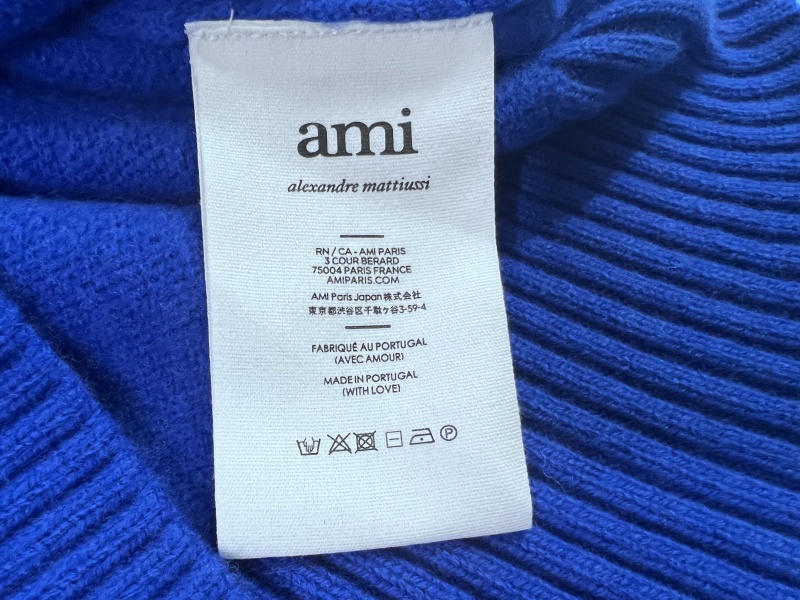 ami
alexandre mattiussi
RN / CA - AMI PARIS
3 COUR BERARD
75004 PARIS FRANCE
AMIPARIS.COM
AMI Paris Japan 株式会社
東京都渋谷区千駄ヶ谷3-59-4
FABRIQUÉ AU PORTUGAL
(AVEC AMOUR)
MADE IN PORTUGAL
(WITH LOVE)
P